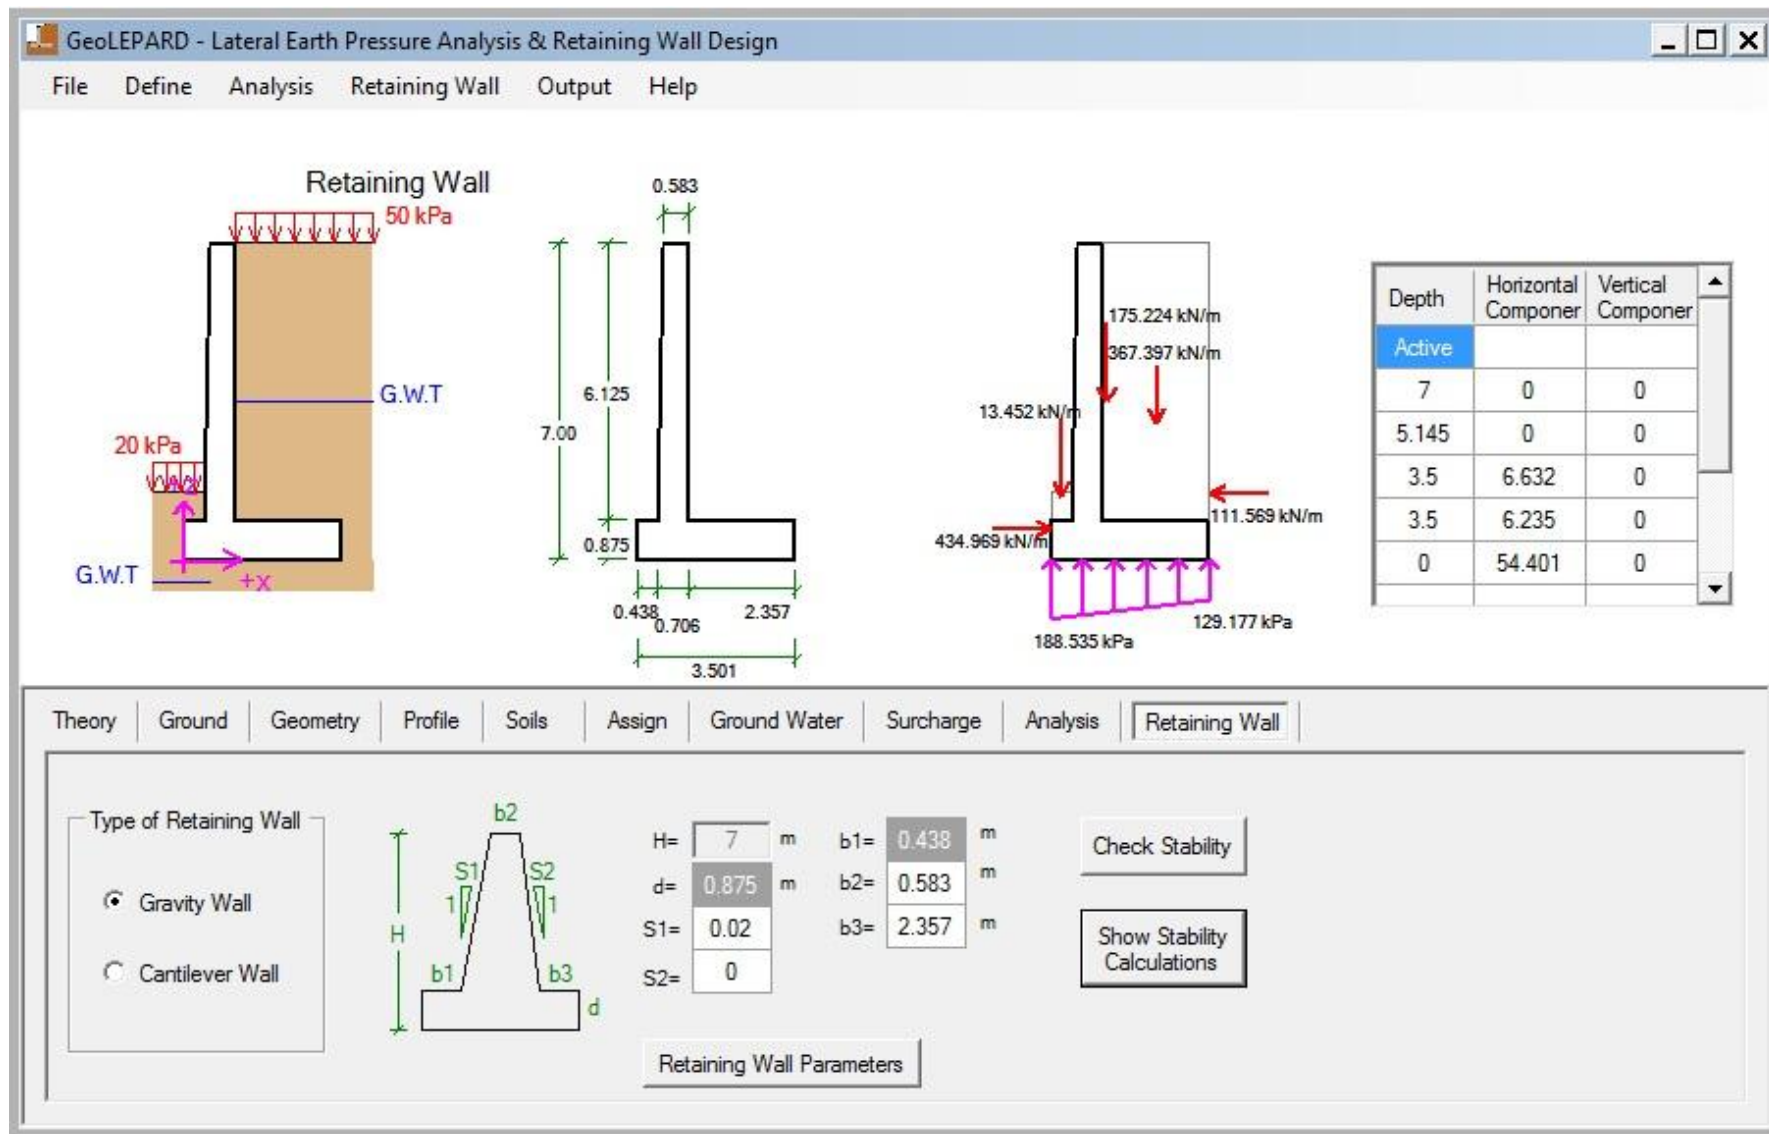 GeoLEPARD - Lateral Earth Pressure Analysis & Retaining Wall Design
File Define Analysis Retaining Wall Output Help
Retaining Wall
50 kPa
G.W.T
20 kPa
+z
G.W.T
+x
0.583
6.125
7.00
0.875
0.438
0.706
2.357
3.501
175.224 kN/m
367.397 kN/m
13.452 kN/m
111.569 kN/m
434.969 kN/m
129.177 kPa
188.535 kPa
Depth Horizontal Componer Vertical Componer
Active
7 0 0
5.145 0 0
3.5 6.632 0
3.5 6.235 0
0 54.401 0
Theory Ground Geometry Profile Soils Assign Ground Water Surcharge Analysis Retaining Wall
Type of Retaining Wall
Gravity Wall
Cantilever Wall
b2
S1 S2
1 1
H
b1 b3
d
H= 7 m b1= 0.438 m
d= 0.875 m b2= 0.583 m
S1= 0.02 b3= 2.357 m
S2= 0
Retaining Wall Parameters
Check Stability
Show Stability
Calculations